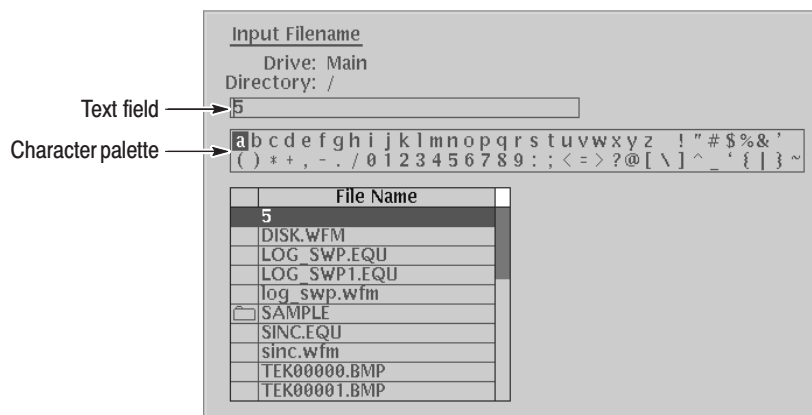 Input Filename
Drive: Main
Directory: /
Text field
5
Character palette
a b c d e f g h i j k l m n o p q r s t u v w x y z ! " # $ % & '
( ) * + , - . / 0 1 2 3 4 5 6 7 8 9 : ; < = > ? @ [ \ ] ^ _ ‘ { | } ~
File Name
5
DISK.WFM
LOG_SWP.EQU
LOG_SWP1.EQU
log_swp.wfm
SAMPLE
SINC.EQU
sinc.wfm
TEK00000.BMP
TEK00001.BMP